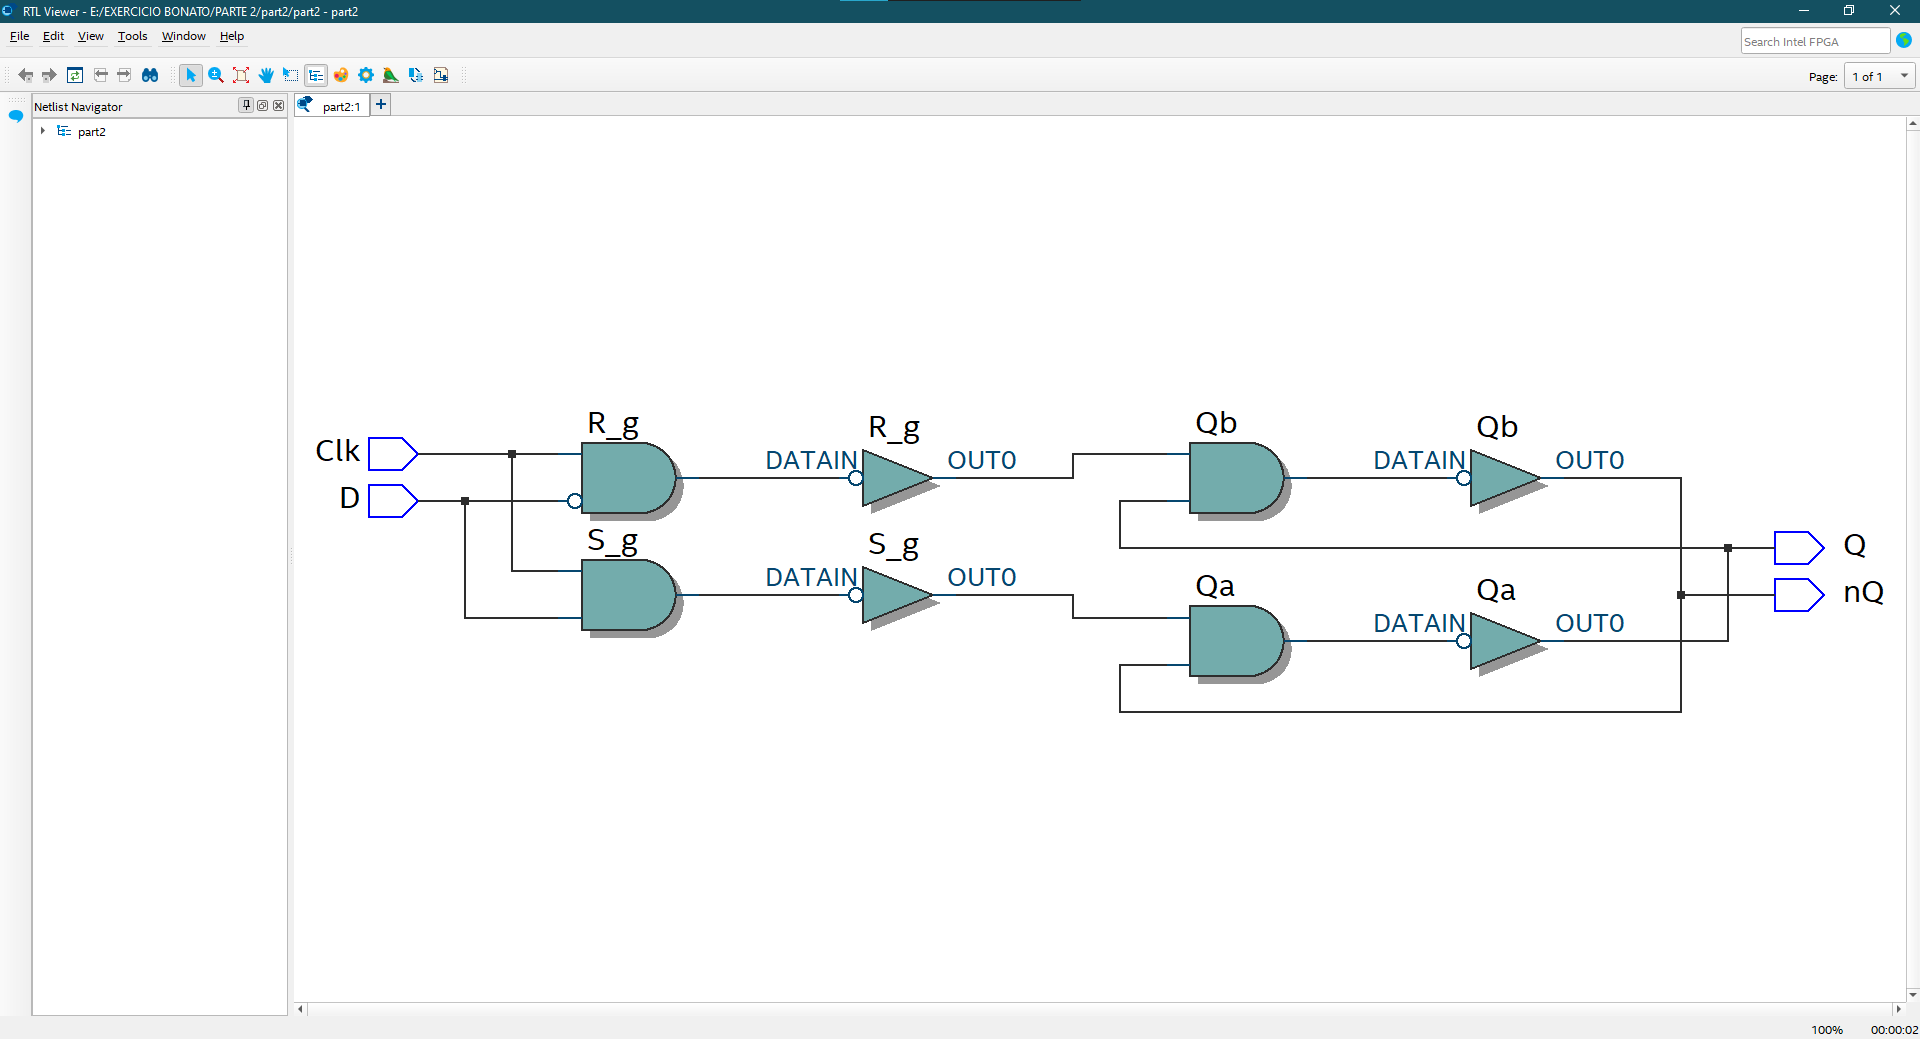 RTL Viewer - E:/EXERCICIO BONATO/PARTE 2/part2/part2 - part2
File Edit View Tools Window Help
Search Intel FPGA
Page: 1 of 1
Netlist Navigator
part2:1
part2
R_g
R_g
Qb
Qb
Clk
DATAIN
OUT0
DATAIN
OUT0
D
S_g
S_g
Q
DATAIN
OUT0
Qa
Qa
nQ
DATAIN
OUT0
100%
00:00:02